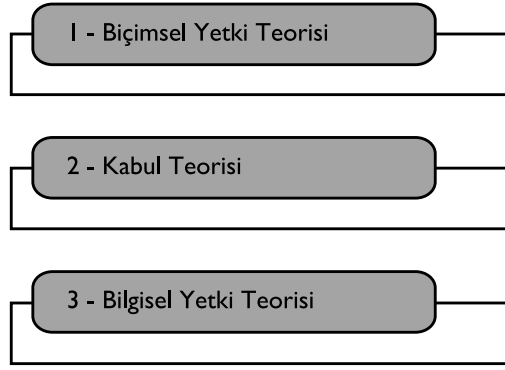 1 - Biçimsel Yetki Teorisi
2 - Kabul Teorisi
3 - Bilgisel Yetki Teorisi